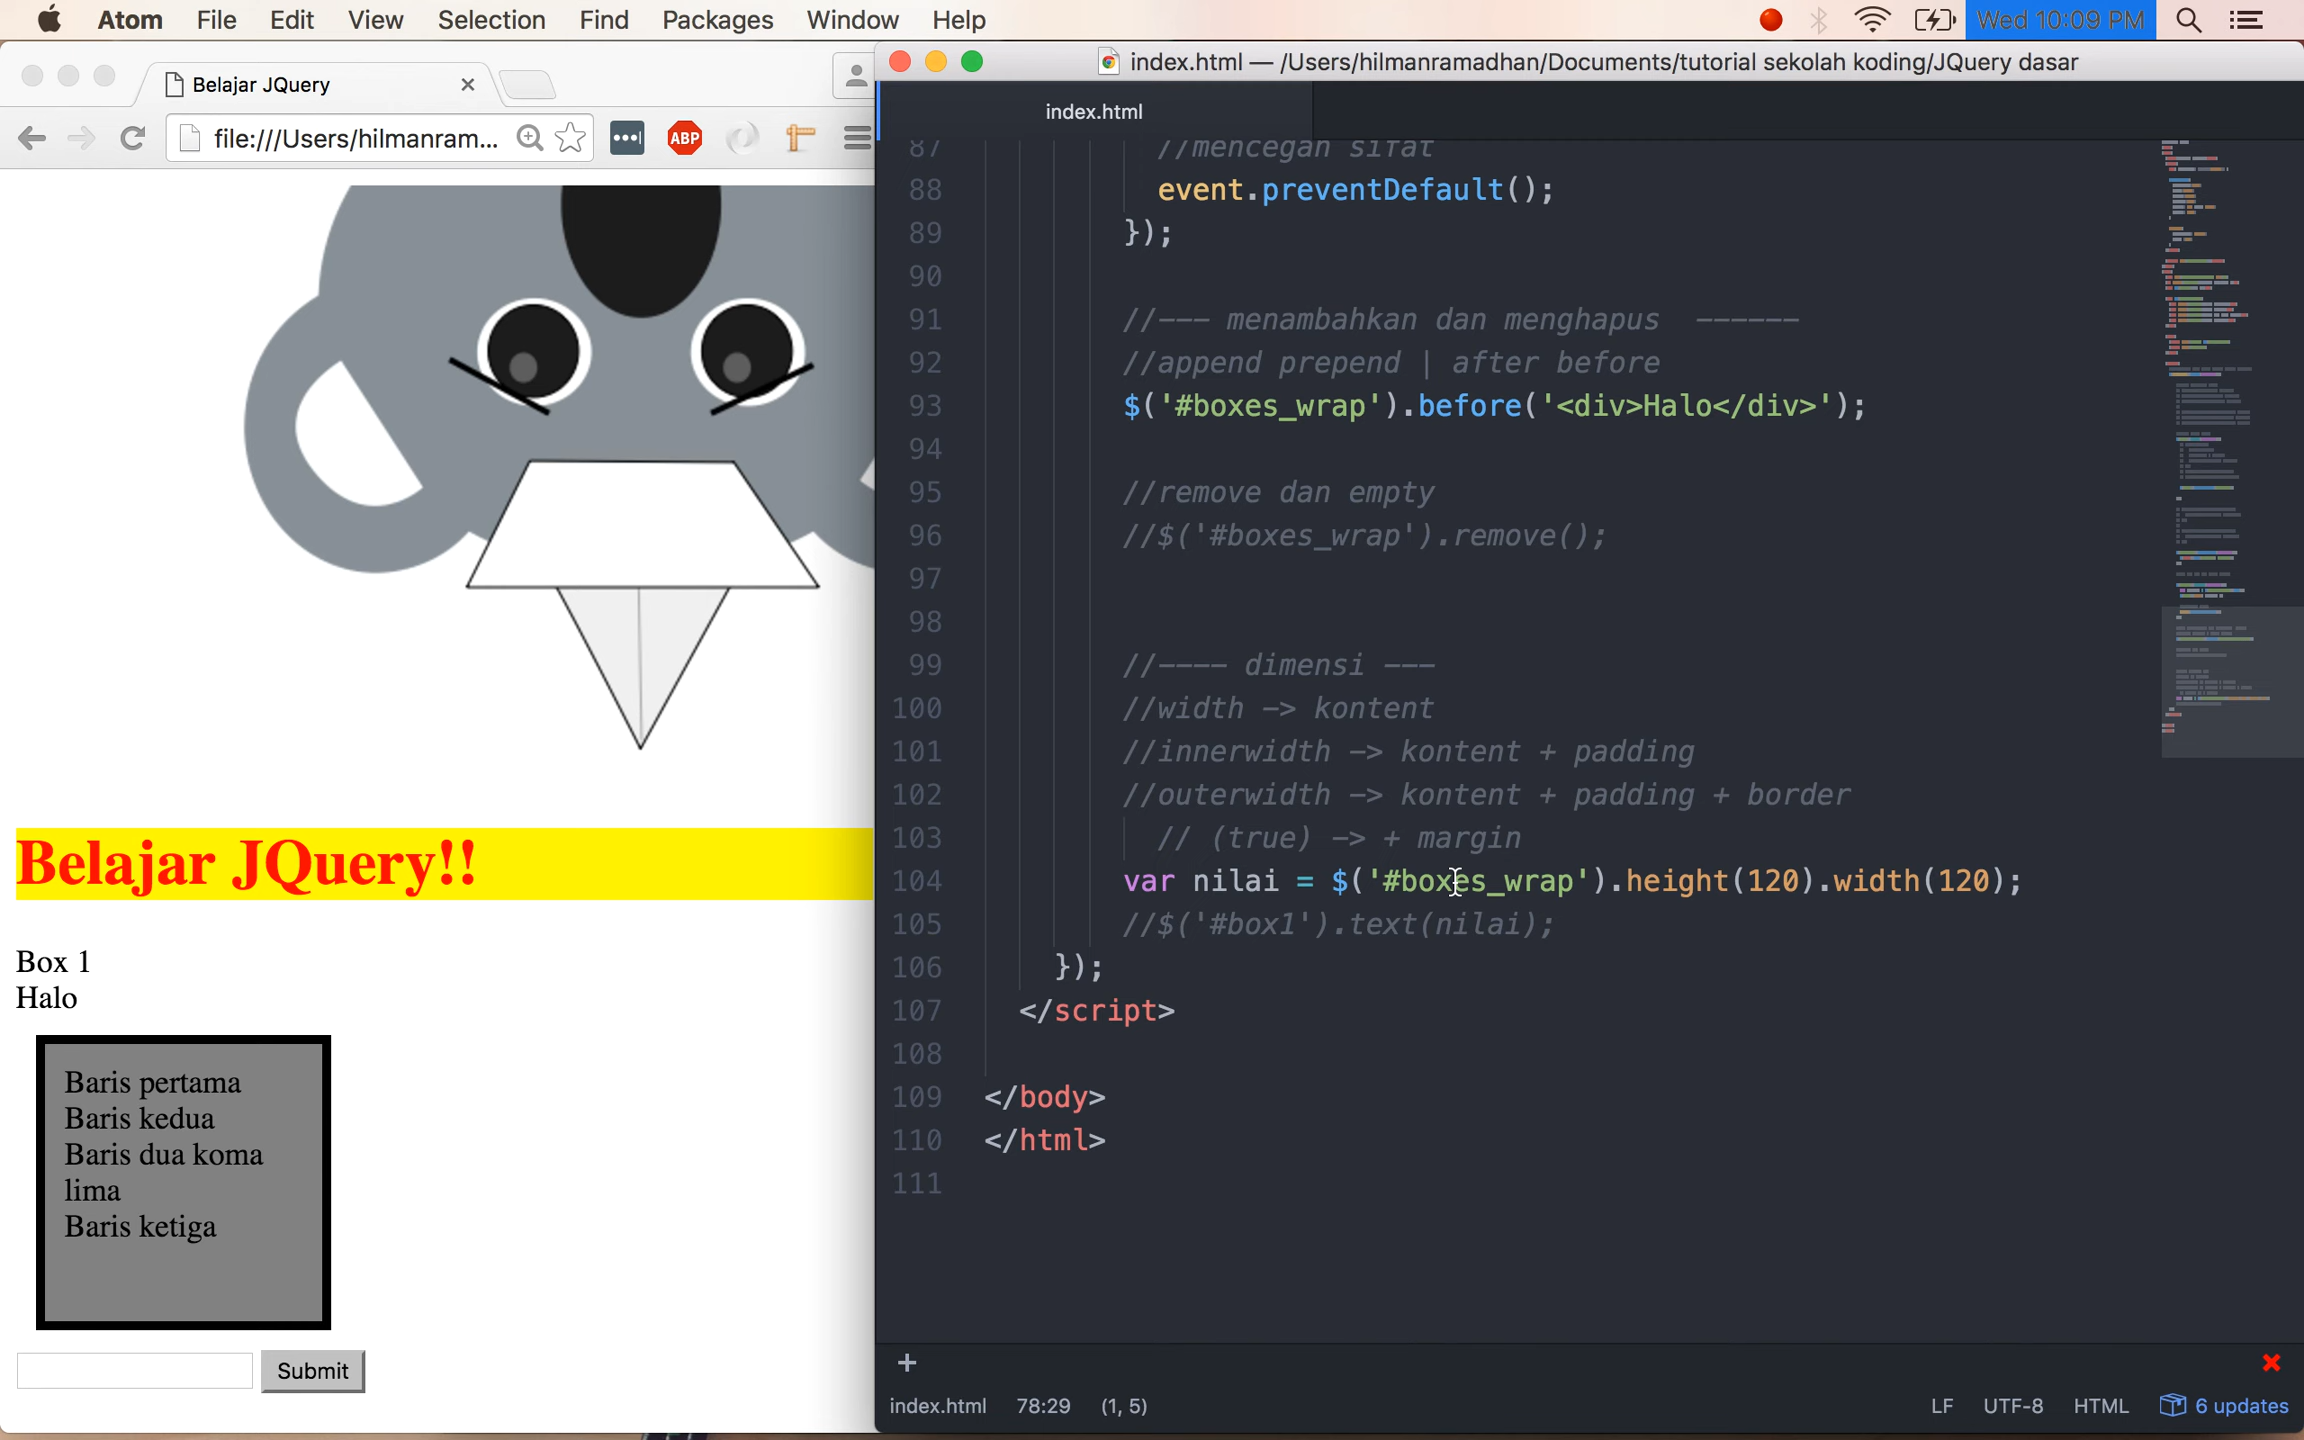 Atom File Edit View Selection Find Packages Window Help Wed 10:09 PM
Belajar JQuery
file:///Users/hilmanram...
ABP
Belajar JQuery!!
Box 1
Halo
Baris pertama
Baris kedua
Baris dua koma
lima
Baris ketiga
Submit
index.html — /Users/hilmanramadhan/Documents/tutorial sekolah koding/JQuery dasar
index.html
87 //mencegah sifat
88 event.preventDefault();
89 });
90
91 //--- menambahkan dan menghapus ------
92 //append prepend | after before
93 $('#boxes_wrap').before('<div>Halo</div>');
94
95 //remove dan empty
96 //$('#boxes_wrap').remove();
97
98
99 //---- dimensi ---
100 //width -> kontent
101 //innerwidth -> kontent + padding
102 //outerwidth -> kontent + padding + border
103 // (true) -> + margin
104 var nilai = $('#boxes_wrap').height(120).width(120);
105 //$('#box1').text(nilai);
106 });
107 </script>
108
109 </body>
110 </html>
111
index.html 78:29 (1, 5) LF UTF-8 HTML 6 updates